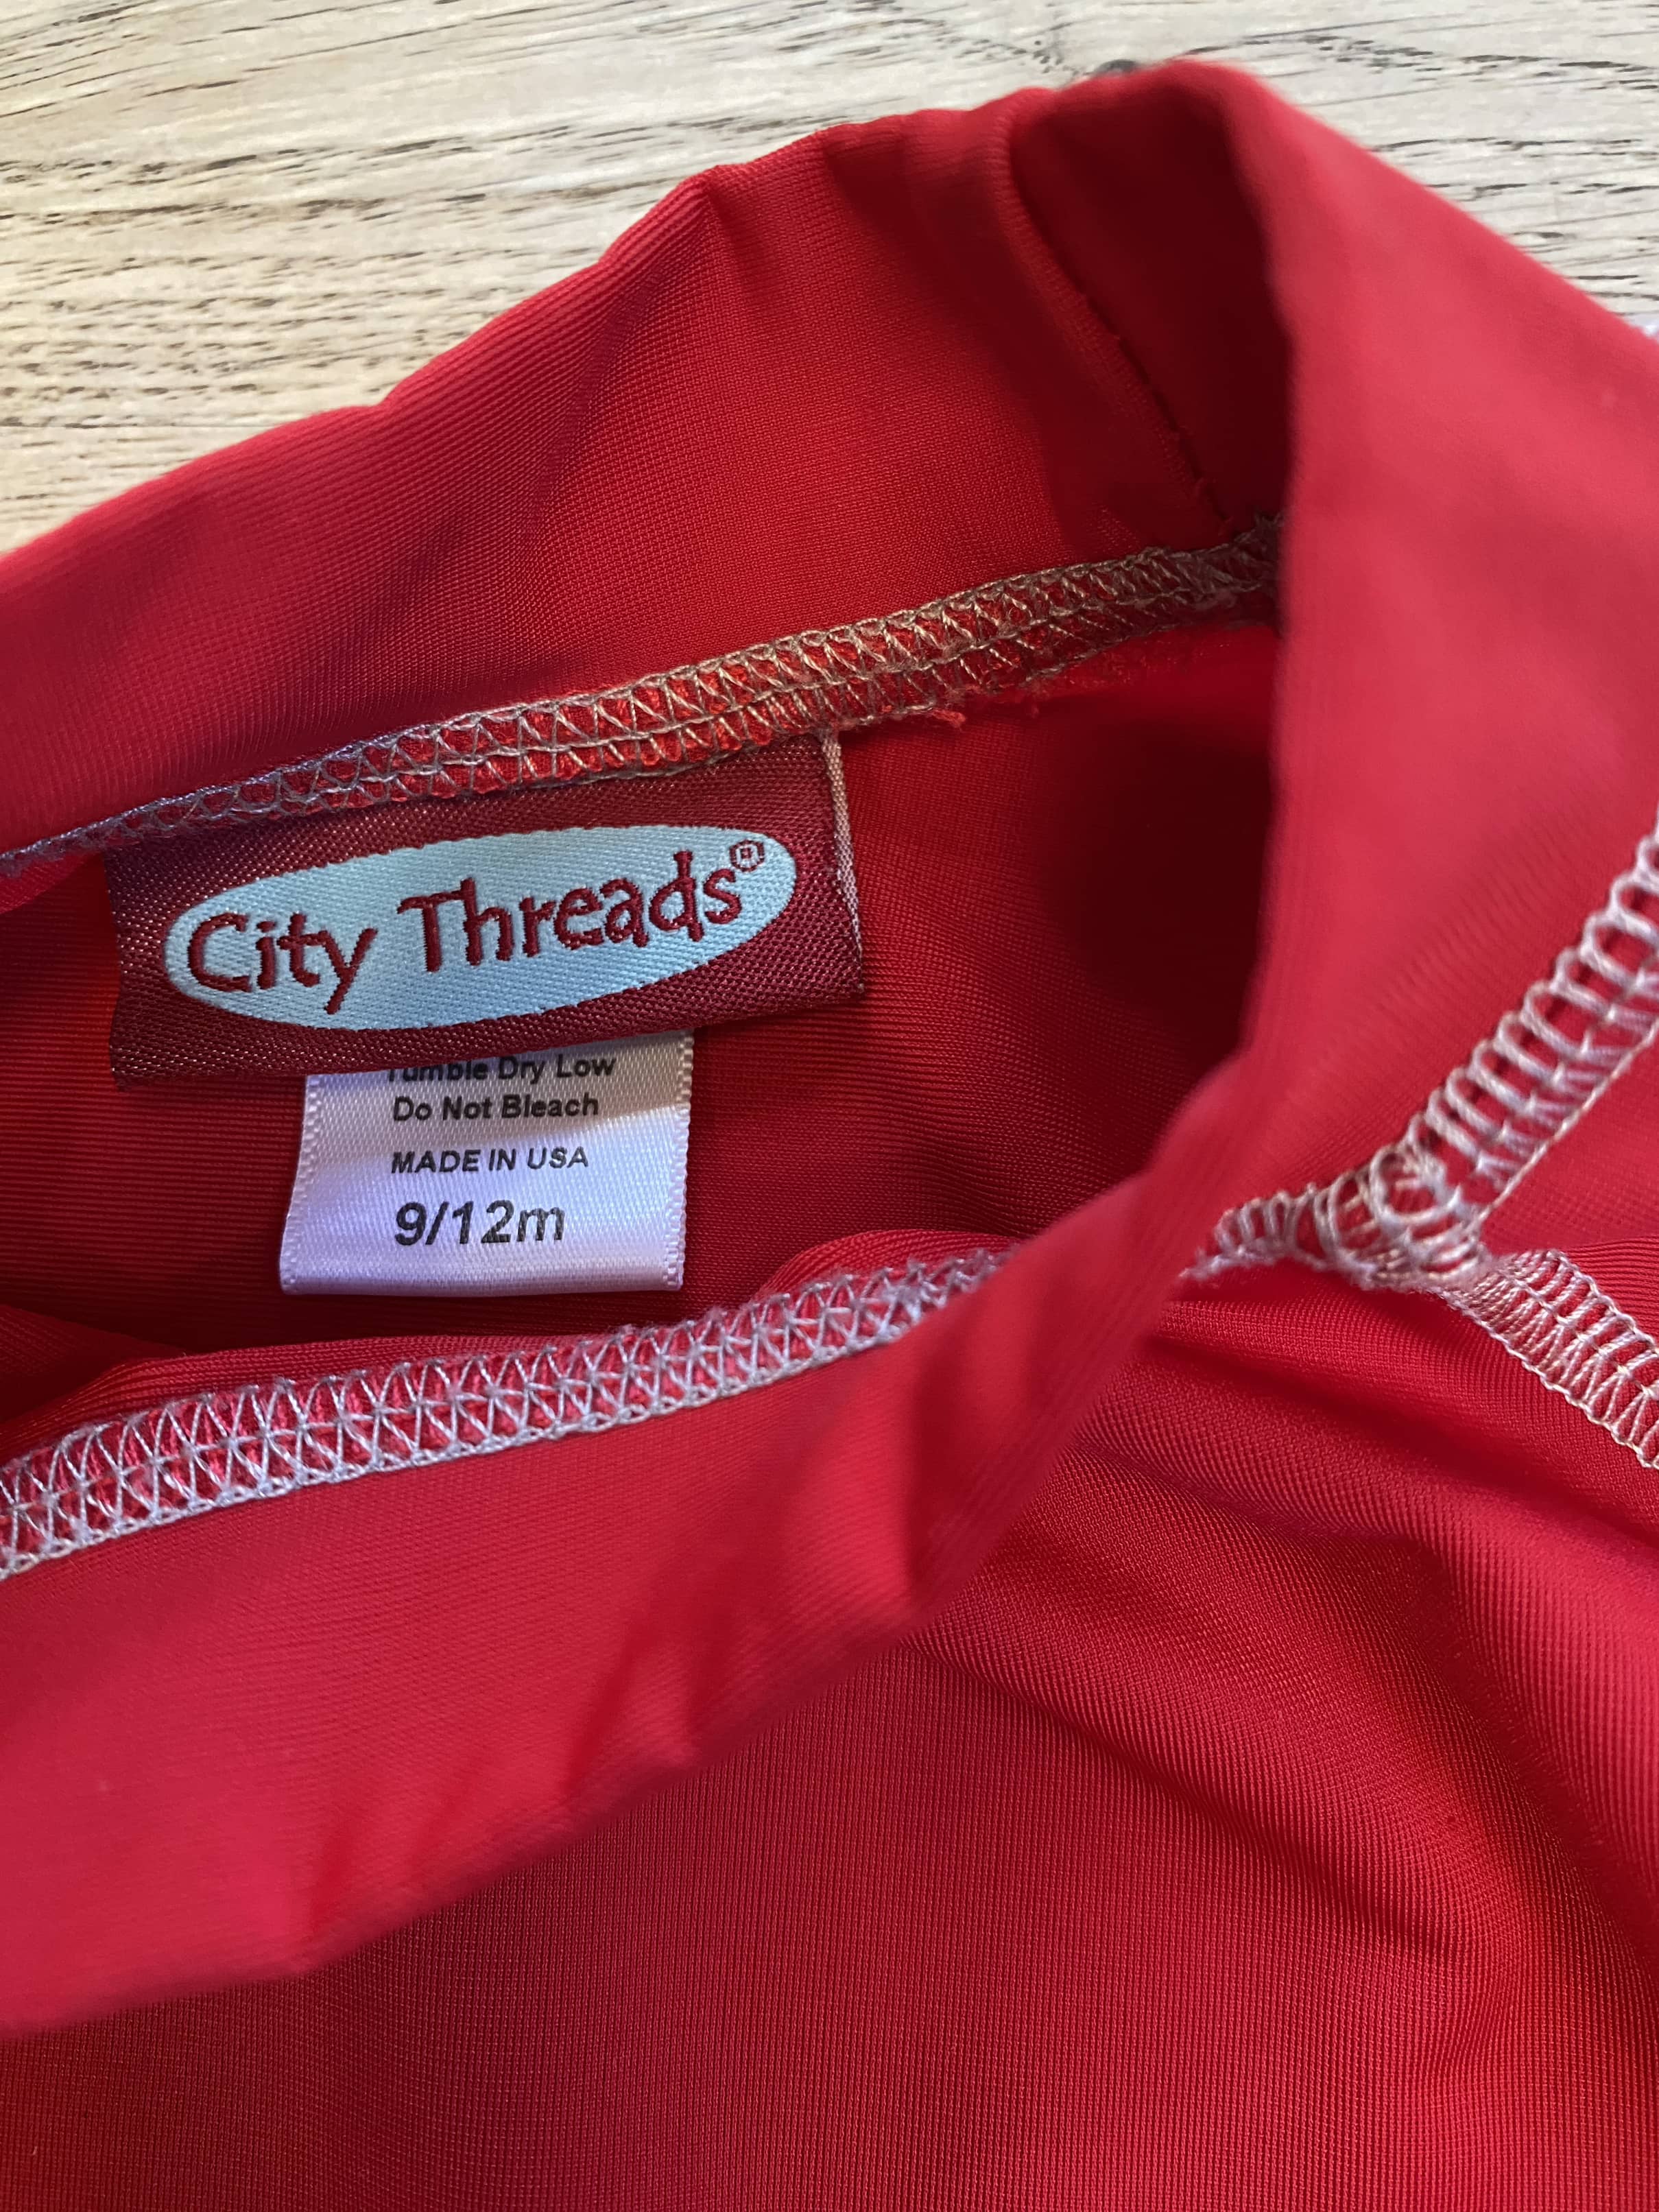 City Threads®
Tumble Dry Low
Do Not Bleach
MADE IN USA
9/12m